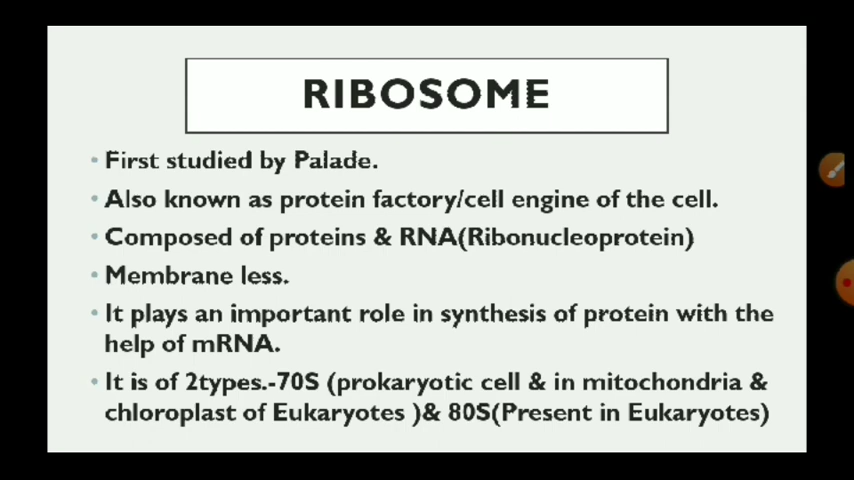 RIBOSOME
• First studied by Palade.
• Also known as protein factory/cell engine of the cell.
• Composed of proteins & RNA(Ribonucleoprotein)
• Membrane less.
• It plays an important role in synthesis of protein with the
help of mRNA.
• It is of 2types.-70S (prokaryotic cell & in mitochondria &
chloroplast of Eukaryotes )& 80S(Present in Eukaryotes)